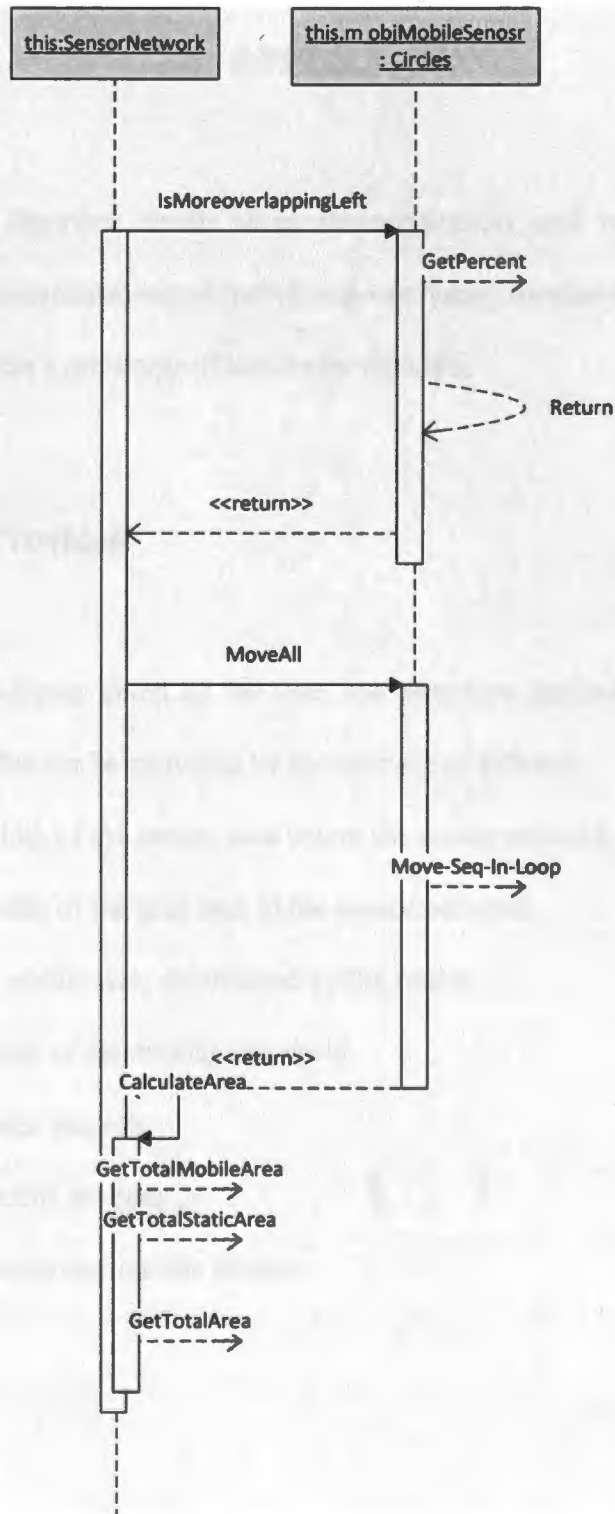 this:SensorNetwork
this.m objMobileSenosr
: Circles
IsMoreoverlappingLeft
GetPercent
Return
<<return>>
MoveAll
Move-Seq-In-Loop
<<return>>
CalculateArea
GetTotalMobileArea
GetTotalStaticArea
GetTotalArea